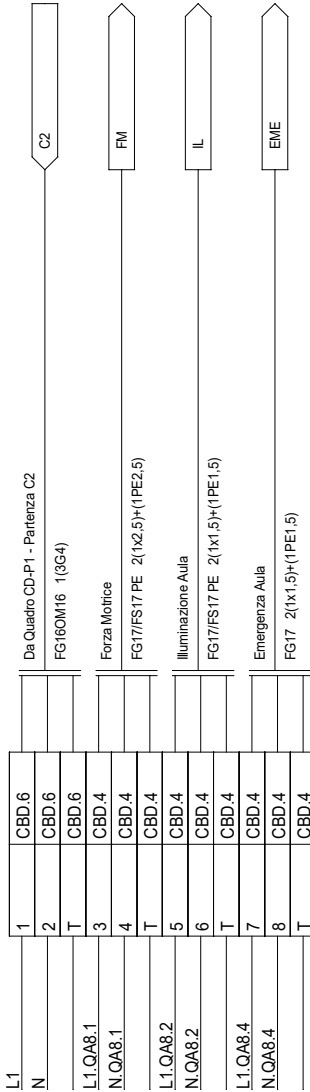 L1 1 CBD.6
N 2 CBD.6
T CBD.6
Da Quadro CD-P1 - Partenza C2
FG16OM16 1(3G4)
C2
L1.QA8.1 3 CBD.4
N.QA8.1 4 CBD.4
T CBD.4
Forza Motrice
FG17/FS17 PE 2(1x2,5)+(1PE2,5)
FM
L1.QA8.2 5 CBD.4
N.QA8.2 6 CBD.4
T CBD.4
Illuminazione Aula
FG17/FS17 PE 2(1x1,5)+(1PE1,5)
IL
L1.QA8.4 7 CBD.4
N.QA8.4 8 CBD.4
T CBD.4
Emergenza Aula
FG17 2(1x1,5)+(1PE1,5)
EME